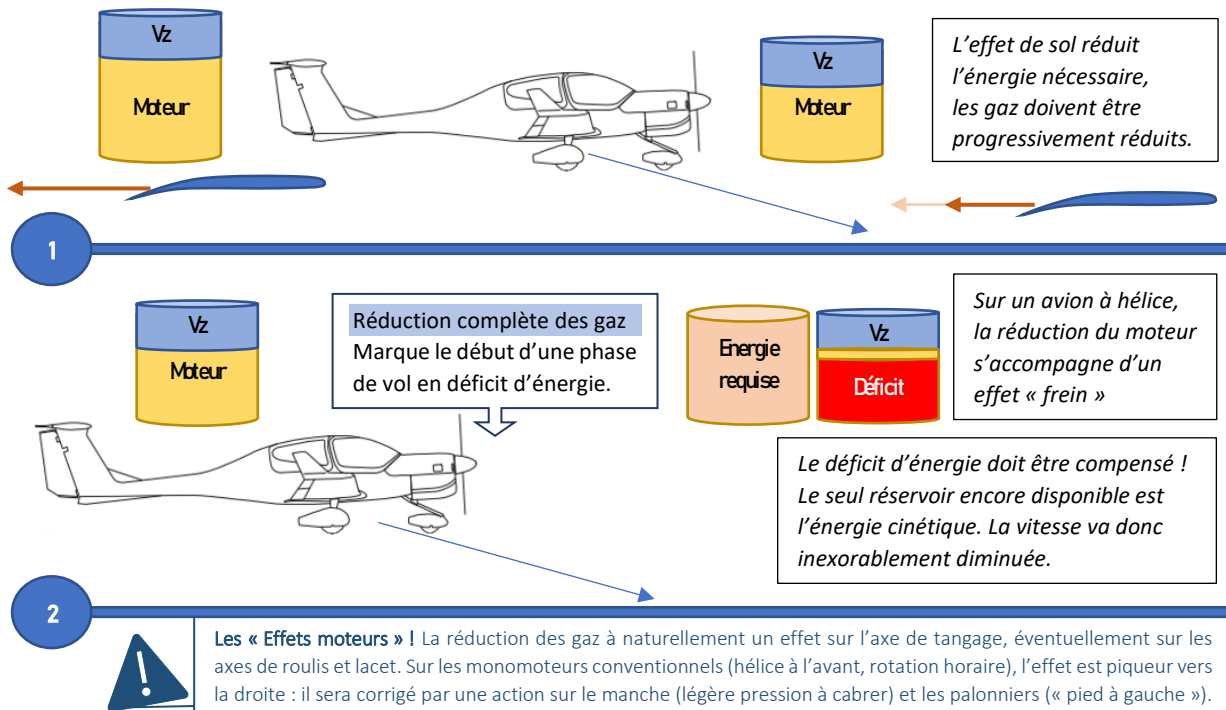 Vz
Moteur
Vz
Moteur
L’effet de sol réduit
l’énergie nécessaire,
les gaz doivent être
progressivement réduits.
1
Vz
Moteur
Réduction complète des gaz
Marque le début d’une phase
de vol en déficit d’énergie.
Energie
requise
Vz
Déficit
Sur un avion à hélice,
la réduction du moteur
s’accompagne d’un
effet « frein »
Le déficit d’énergie doit être compensé !
Le seul réservoir encore disponible est
l’énergie cinétique. La vitesse va donc
inexorablement diminuée.
2
!
Les « Effets moteurs » ! La réduction des gaz à naturellement un effet sur l’axe de tangage, éventuellement sur les
axes de roulis et lacet. Sur les monomoteurs conventionnels (hélice à l’avant, rotation horaire), l’effet est piqueur vers
la droite : il sera corrigé par une action sur le manche (légère pression à cabrer) et les palonniers (« pied à gauche »).